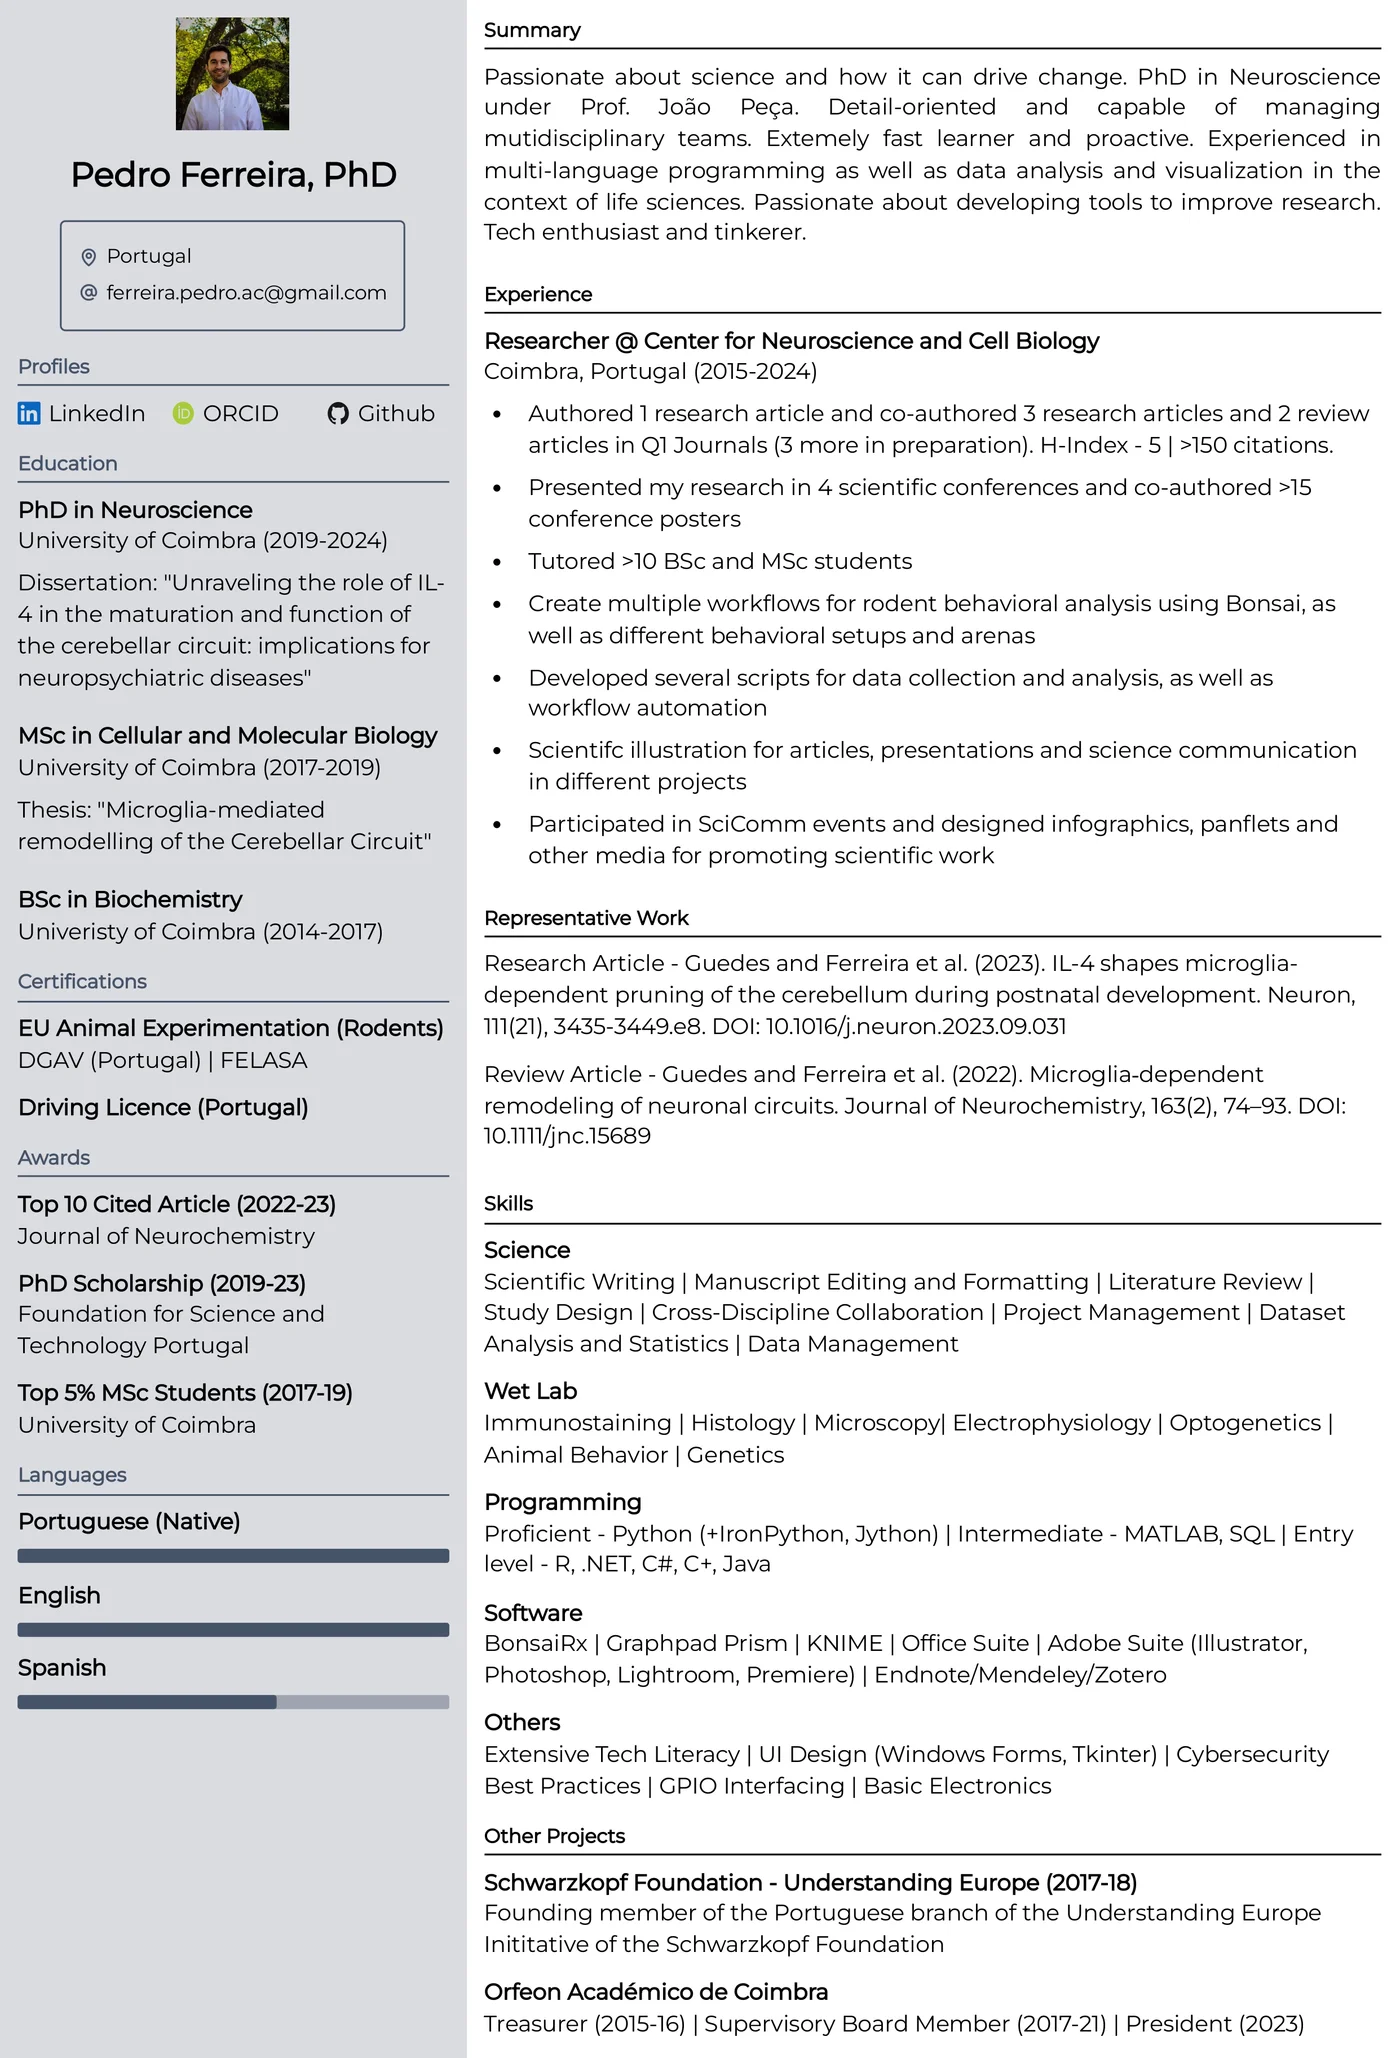 Pedro Ferreira, PhD
Portugal
ferreira.pedro.ac@gmail.com
Profiles
LinkedIn ORCID Github
Education
PhD in Neuroscience
University of Coimbra (2019-2024)
Dissertation: "Unraveling the role of IL-
4 in the maturation and function of
the cerebellar circuit: implications for
neuropsychiatric diseases"
MSc in Cellular and Molecular Biology
University of Coimbra (2017-2019)
Thesis: "Microglia-mediated
remodelling of the Cerebellar Circuit"
BSc in Biochemistry
Univeristy of Coimbra (2014-2017)
Certifications
EU Animal Experimentation (Rodents)
DGAV (Portugal) | FELASA
Driving Licence (Portugal)
Awards
Top 10 Cited Article (2022-23)
Journal of Neurochemistry
PhD Scholarship (2019-23)
Foundation for Science and
Technology Portugal
Top 5% MSc Students (2017-19)
University of Coimbra
Languages
Portuguese (Native)
English
Spanish
Summary
Passionate about science and how it can drive change. PhD in Neuroscience
under Prof. João Peça. Detail-oriented and capable of managing
mutidisciplinary teams. Extemely fast learner and proactive. Experienced in
multi-language programming as well as data analysis and visualization in the
context of life sciences. Passionate about developing tools to improve research.
Tech enthusiast and tinkerer.
Experience
Researcher @ Center for Neuroscience and Cell Biology
Coimbra, Portugal (2015-2024)
• Authored 1 research article and co-authored 3 research articles and 2 review
articles in Q1 Journals (3 more in preparation). H-Index - 5 | >150 citations.
• Presented my research in 4 scientific conferences and co-authored >15
conference posters
• Tutored >10 BSc and MSc students
• Create multiple workflows for rodent behavioral analysis using Bonsai, as
well as different behavioral setups and arenas
• Developed several scripts for data collection and analysis, as well as
workflow automation
• Scientifc illustration for articles, presentations and science communication
in different projects
• Participated in SciComm events and designed infographics, panflets and
other media for promoting scientific work
Representative Work
Research Article - Guedes and Ferreira et al. (2023). IL-4 shapes microglia-
dependent pruning of the cerebellum during postnatal development. Neuron,
111(21), 3435-3449.e8. DOI: 10.1016/j.neuron.2023.09.031
Review Article - Guedes and Ferreira et al. (2022). Microglia-dependent
remodeling of neuronal circuits. Journal of Neurochemistry, 163(2), 74–93. DOI:
10.1111/jnc.15689
Skills
Science
Scientific Writing | Manuscript Editing and Formatting | Literature Review |
Study Design | Cross-Discipline Collaboration | Project Management | Dataset
Analysis and Statistics | Data Management
Wet Lab
Immunostaining | Histology | Microscopy| Electrophysiology | Optogenetics |
Animal Behavior | Genetics
Programming
Proficient - Python (+IronPython, Jython) | Intermediate - MATLAB, SQL | Entry
level - R, .NET, C#, C+, Java
Software
BonsaiRx | Graphpad Prism | KNIME | Office Suite | Adobe Suite (Illustrator,
Photoshop, Lightroom, Premiere) | Endnote/Mendeley/Zotero
Others
Extensive Tech Literacy | UI Design (Windows Forms, Tkinter) | Cybersecurity
Best Practices | GPIO Interfacing | Basic Electronics
Other Projects
Schwarzkopf Foundation - Understanding Europe (2017-18)
Founding member of the Portuguese branch of the Understanding Europe
Inititative of the Schwarzkopf Foundation
Orfeon Académico de Coimbra
Treasurer (2015-16) | Supervisory Board Member (2017-21) | President (2023)